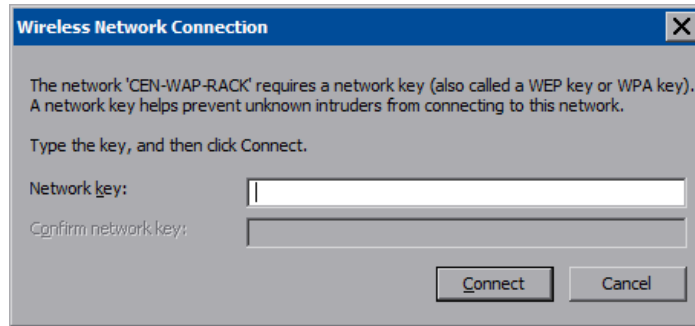 Wireless Network Connection
The network 'CEN-WAP-RACK' requires a network key (also called a WEP key or WPA key).
A network key helps prevent unknown intruders from connecting to this network.
Type the key, and then click Connect.
Network key:
Confirm network key:
Connect Cancel